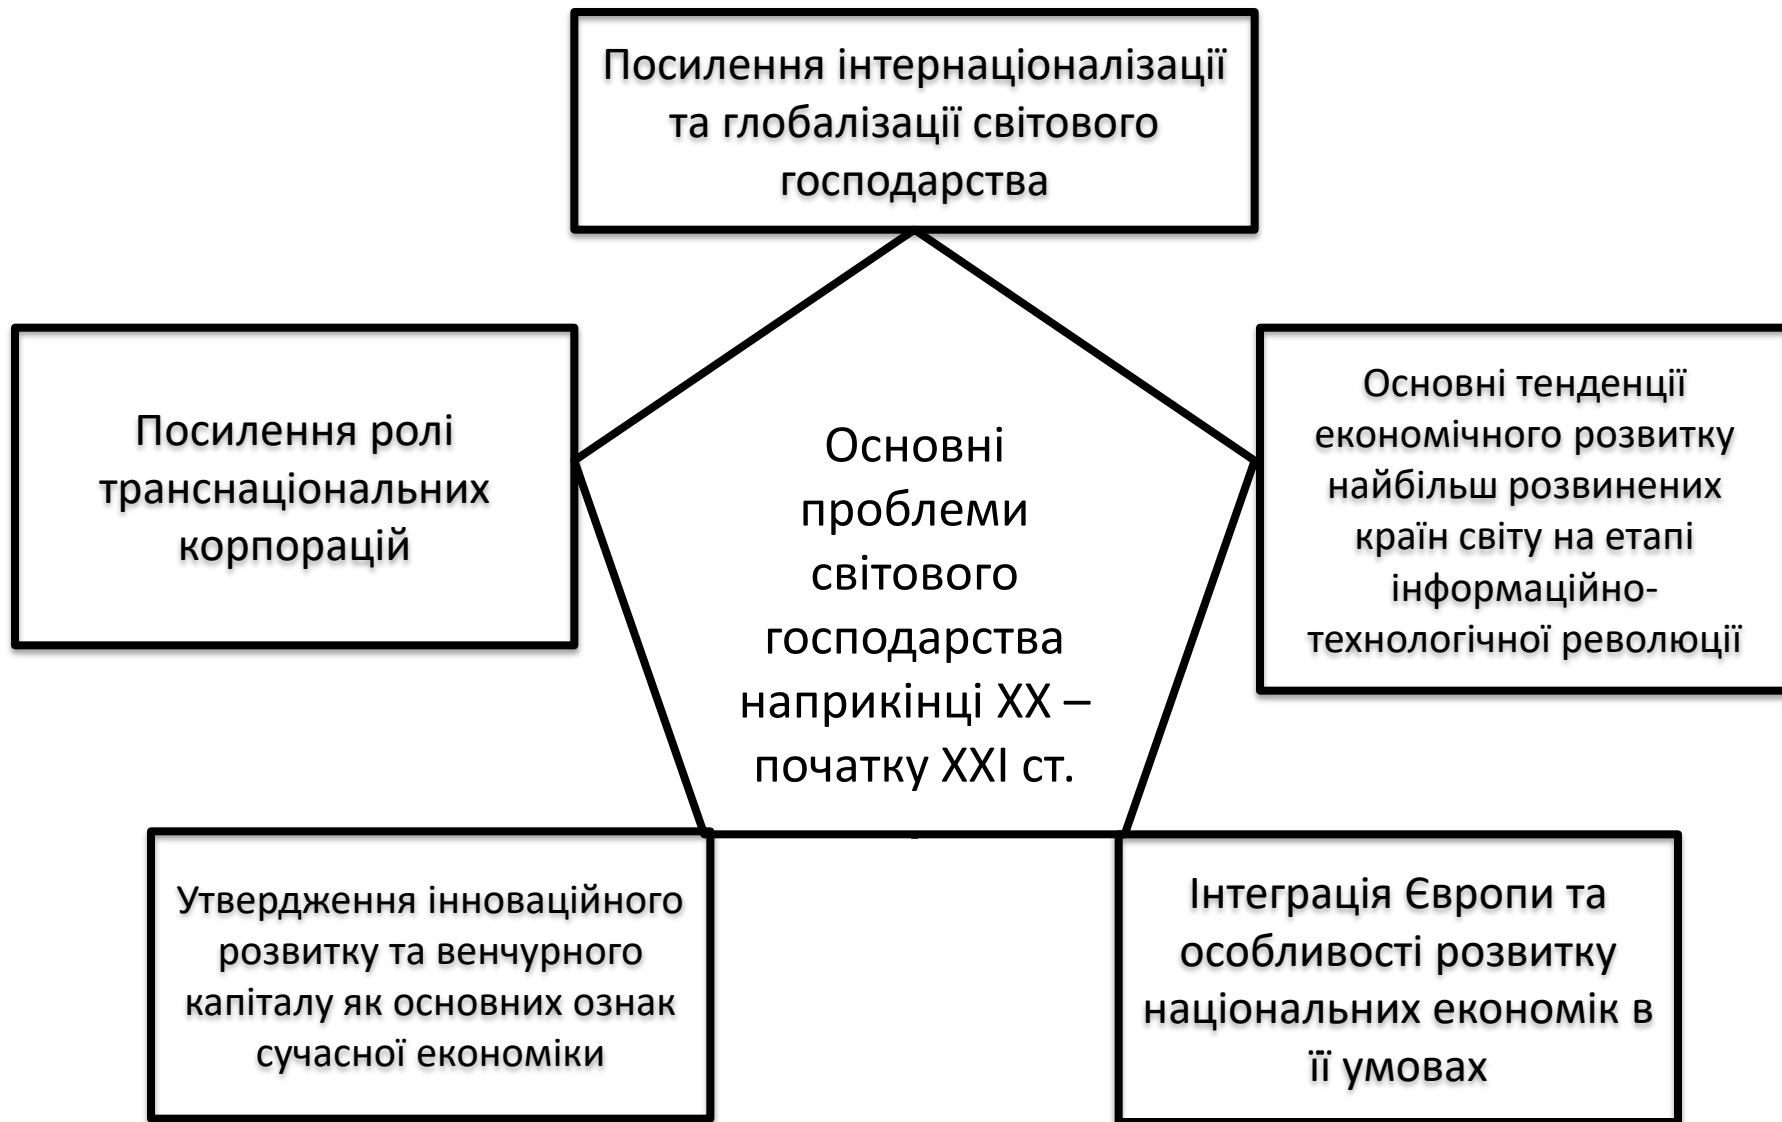 Посилення інтернаціоналізації
та глобалізації світового
господарства
Посилення ролі
транснаціональних
корпорацій
Основні
проблеми
світового
господарства
наприкінці XX –
початку XXI ст.
Основні тенденції
економічного розвитку
найбільш розвинених
країн світу на етапі
інформаційно-
технологічної революції
Утвердження інноваційного
розвитку та венчурного
капіталу як основних ознак
сучасної економіки
Інтеграція Європи та
особливості розвитку
національних економік в
її умовах